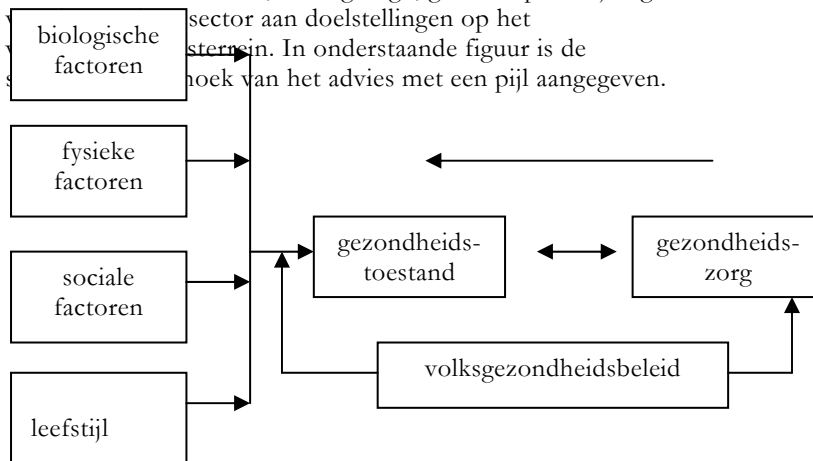 sector aan doelstellingen op het
In onderstaande figuur is de
van het advies met een pijl aangegeven.
biologische
factoren
fysieke
factoren
sociale
factoren
leefstijl
gezondheids-
toestand
gezondheids-
zorg
volksgezondheidsbeleid